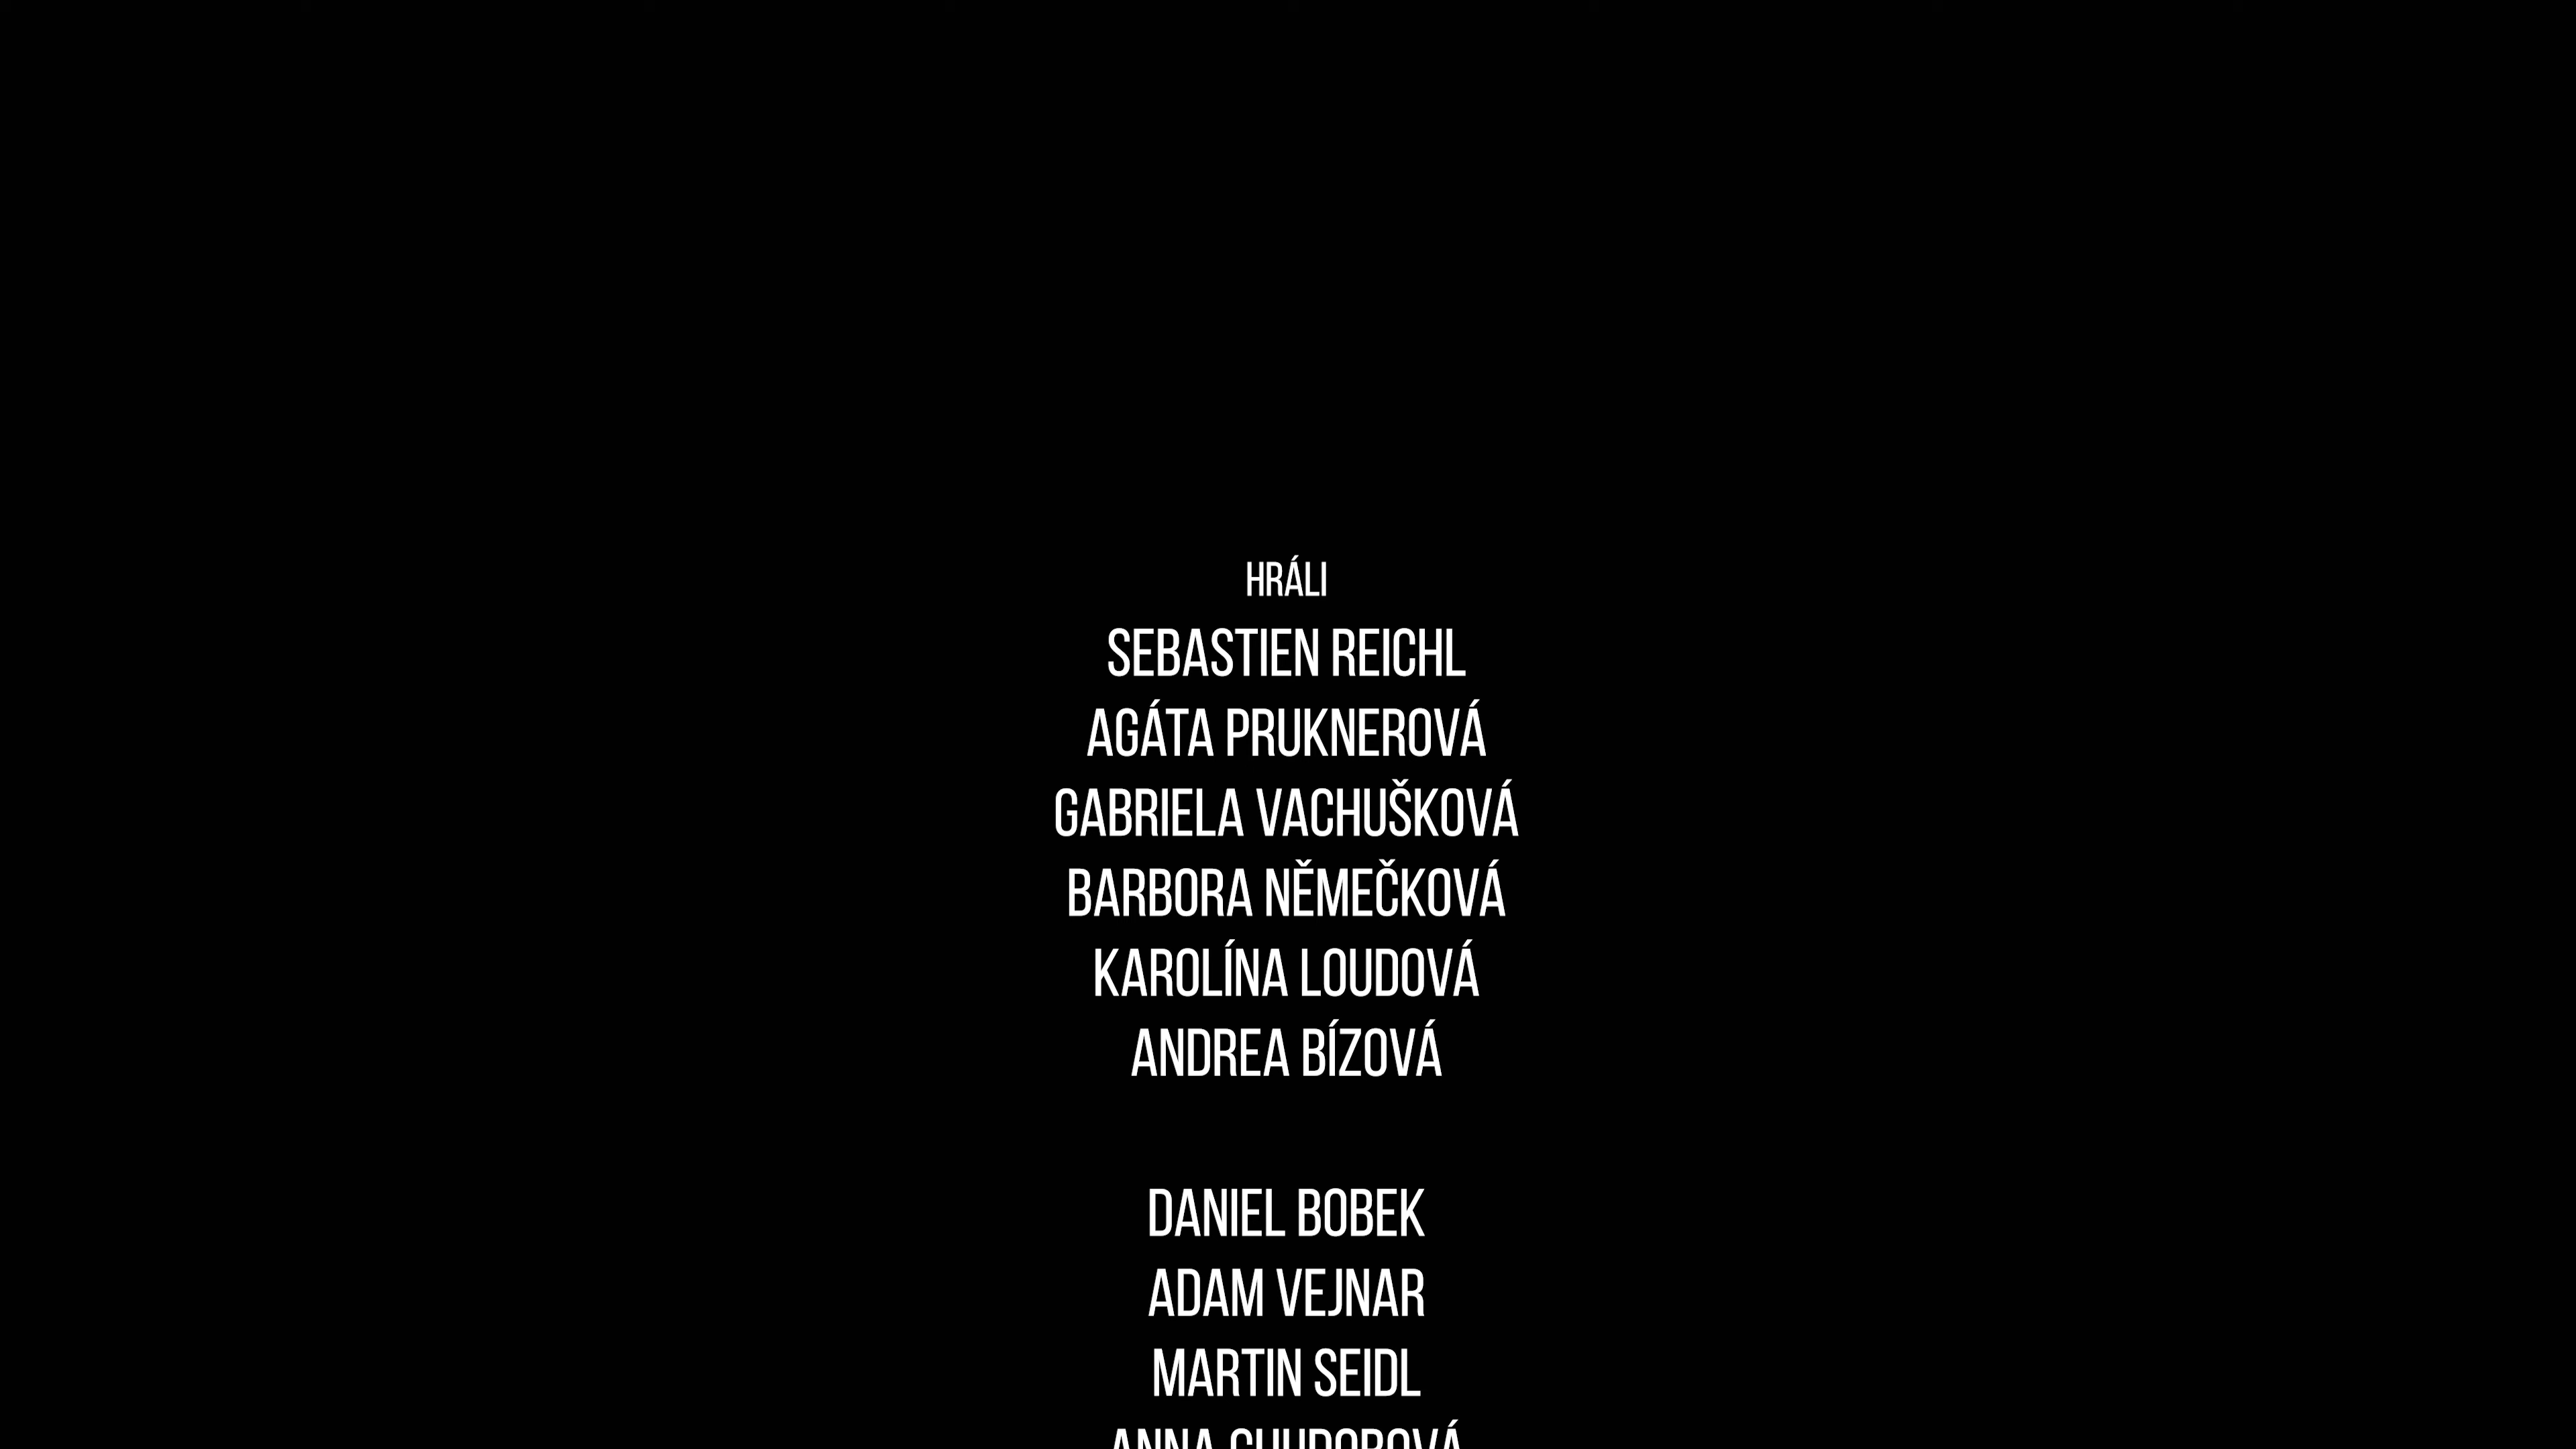 HRÁLI
SEBASTIEN REICHL
AGÁTA PRUKNEROVÁ
GABRIELA VACHUŠKOVÁ
BARBORA NĚMEČKOVÁ
KAROLÍNA LOUDOVÁ
ANDREA BÍZOVÁ
DANIEL BOBEK
ADAM VEJNAR
MARTIN SEIDL
ANNA